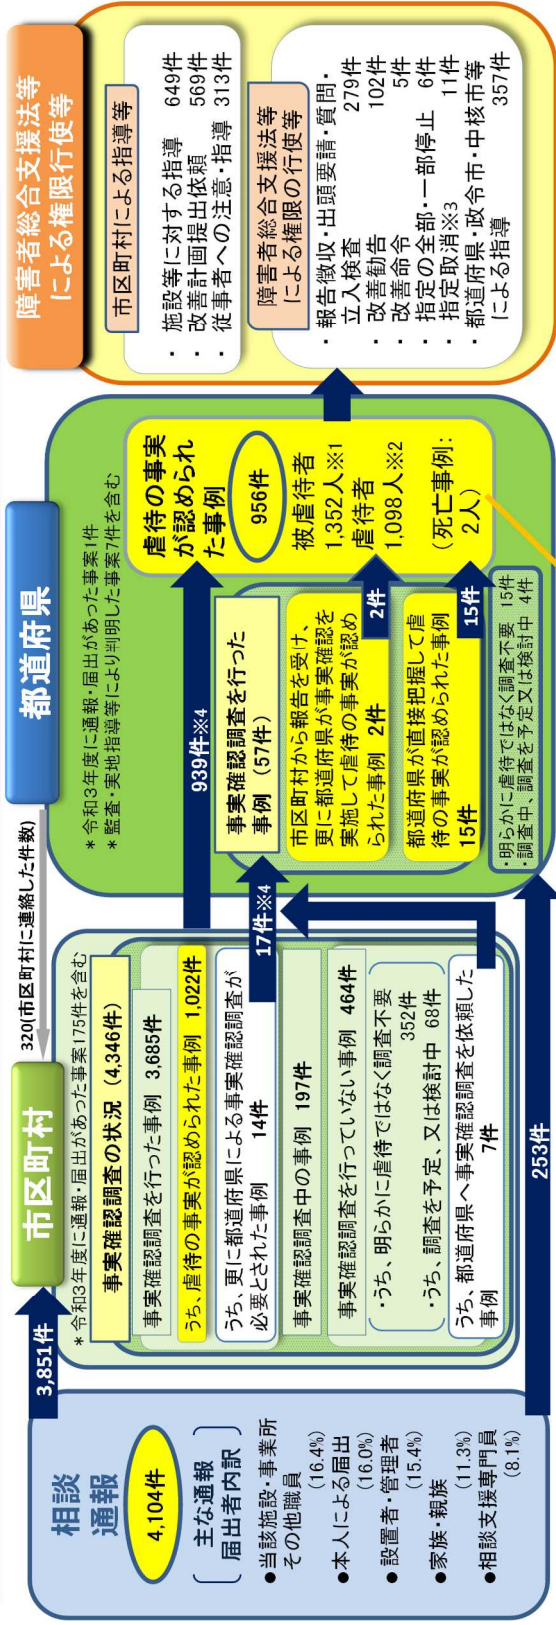 相談
通報
4,104件
主な通報
届出者内訳
●当該施設・事業所
その他職員
(16.4%)
●本人による届出
(16.0%)
●設置者・管理者
(15.4%)
●家族・親族
(11.3%)
●相談支援専門員
(8.1%)
3,851件
253件
市区町村
320(市区町村に連絡した件数)
＊令和3年度に通報・届出があった事案175件を含む
事実確認調査の状況（4,346件）
事実確認調査を行った事例 3,685件
うち、虐待の事実が認められた事例 1,022件
うち、更に都道府県による事実確認調査が
必要とされた事例 14件
事実確認調査中の事例 197件
事実確認調査を行っていない事例 464件
・うち、明らかに虐待ではなく調査不要
352件
・うち、調査を予定、又は検討中 68件
うち、都道府県へ事実確認調査を依頼した
事例 7件
939件※4
17件※4
都道府県
＊令和3年度に通報・届出があった事案1件
＊監査・実地指導等により判明した事案7件を含む
事実確認調査を行った
事例（57件）
市区町村から報告を受け、
更に都道府県が事実確認を
実施して虐待の事実が認め
られた事例 2件
2件
都道府県が直接把握して虐
待の事実が認められた事例
15件
15件
・明らかに虐待ではなく調査不要 15件
・調査中、調査を予定又は検討中 4件
虐待の事実
が認められ
た事例
956件
被虐待者
1,352人※1
虐待者
1,098人※2
（死亡事例：
2人）
障害者総合支援法等
による権限行使等
市区町村による指導等
・施設等に対する指導 649件
・改善計画提出依頼 569件
・従事者への注意・指導 313件
障害者総合支援法等
による権限の行使等
・報告徴収・出頭要請・質問・
立入検査 279件
・改善勧告 102件
・改善命令 5件
・指定の全部・一部停止 6件
・指定取消※3 11件
・都道府県・政令市・中核市等
による指導 357件